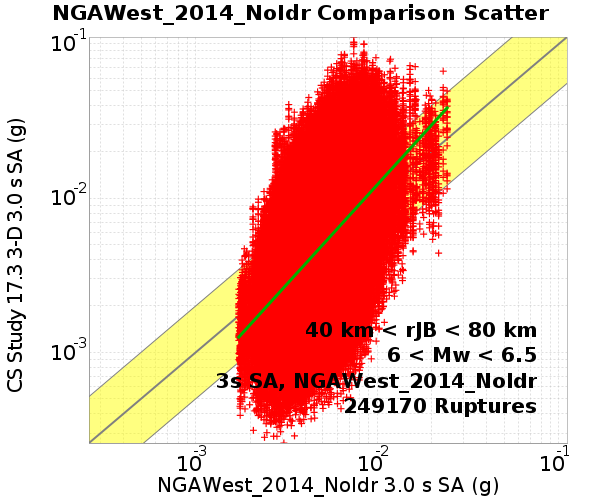 NGAWest_2014_NoIdr Comparison Scatter
10-1
10-2
10-3
CS Study 17.3 3-D 3.0 s SA (g)
40 km < rJB < 80 km
6 < Mw < 6.5
3s SA, NGAWest_2014_NoIdr
249170 Ruptures
10-3 10-2 10-1
NGAWest_2014_NoIdr 3.0 s SA (g)